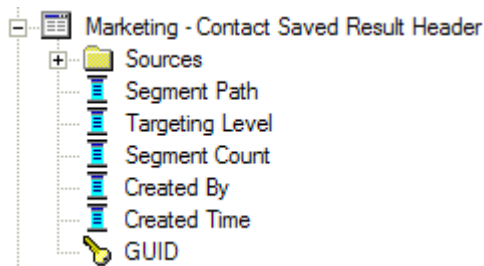 Marketing - Contact Saved Result Header
Sources
Segment Path
Targeting Level
Segment Count
Created By
Created Time
GUID